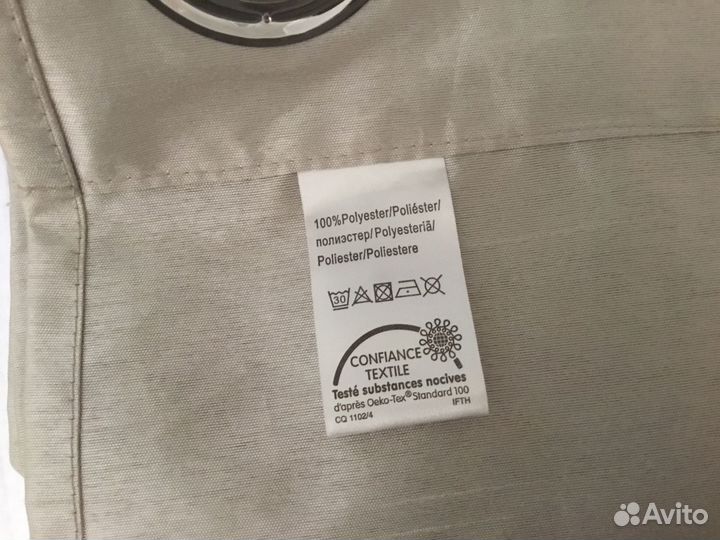 100%Polyester/Poliéster/
полиэстер/ Polyesteriã/
Poliester/Poliestere
30
CONFIANCE
TEXTILE
Testé substances nocives
d'après Oeko-Tex® Standard 100
CQ 1102/4 IFTH
Avito